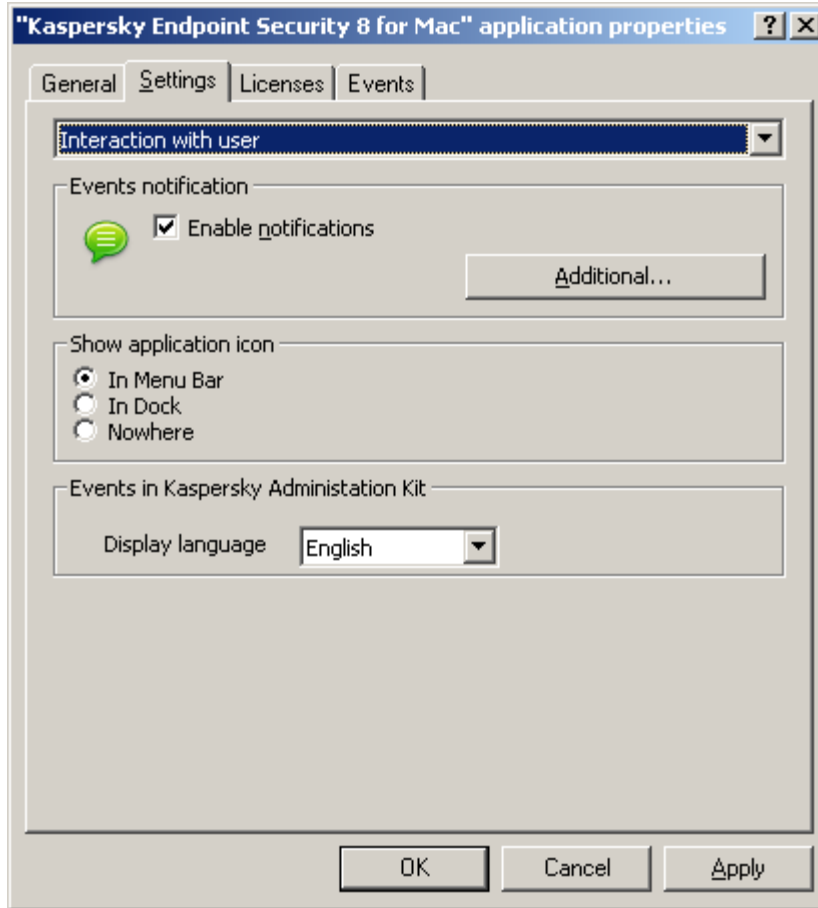 "Kaspersky Endpoint Security 8 for Mac" application properties
General Settings Licenses Events
Interaction with user
Events notification
Enable notifications
Additional...
Show application icon
In Menu Bar
In Dock
Nowhere
Events in Kaspersky Administation Kit
Display language English
OK Cancel Apply